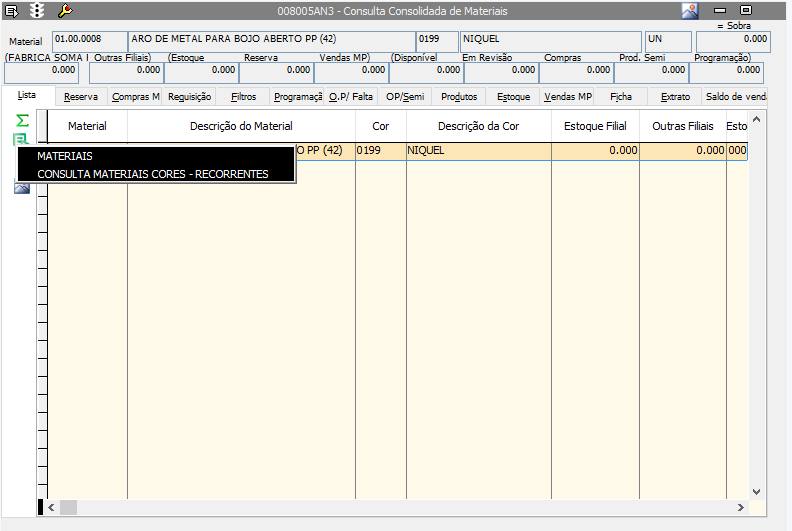 008005AN3 - Consulta Consolidada de Materiais
= Sobra
Material 01.00.0008 ARO DE METAL PARA BOJO ABERTO PP (42) 0199 NIQUEL UN 0.000
(FABRICA SOMA Outras Filiais) (Estoque Reserva Vendas MP) (Disponível Em Revisão Compras Prod. Semi Programação)
0.000 0.000 0.000 0.000 0.000 0.000 0.000 0.000 0.000 0.000
Lista Reserva Compras M Requisição Filtros Programaçã O.P/ Falta OP/Semi Produtos Estoque Vendas MP Ficha Extrato Saldo de venda
Material Descrição do Material Cor Descrição da Cor Estoque Filial Outras Filiais Esto
O PP (42) 0199 NIQUEL 0.000 0.000 000
MATERIAIS
CONSULTA MATERIAIS CORES - RECORRENTES